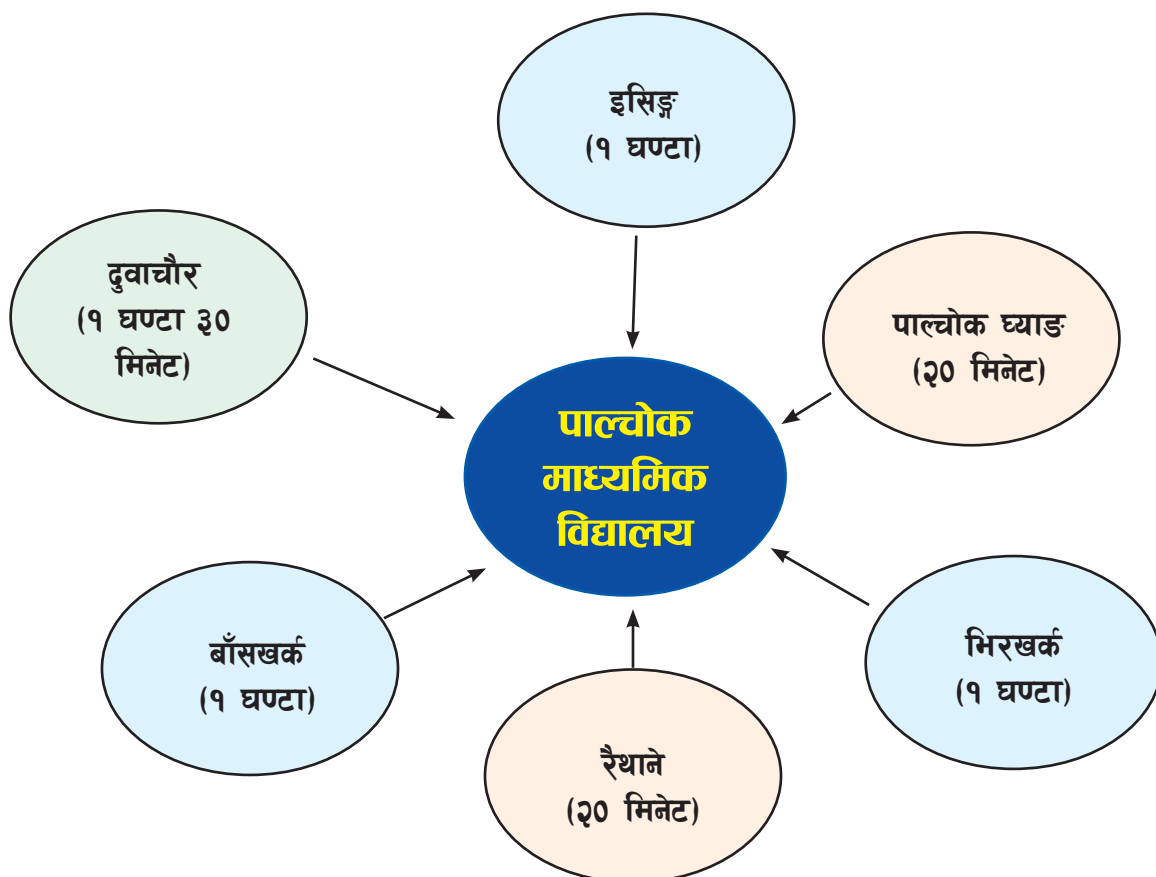 इसिङ्ग
(१ घण्टा)
दुवाचौर
(१ घण्टा ३०
मिनेट)
पाल्चोक घ्याङ
(२० मिनेट)
पाल्चोक
माध्यमिक
विद्यालय
बाँसखर्क
(१ घण्टा)
भिरखर्क
(१ घण्टा)
रैथाने
(२० मिनेट)